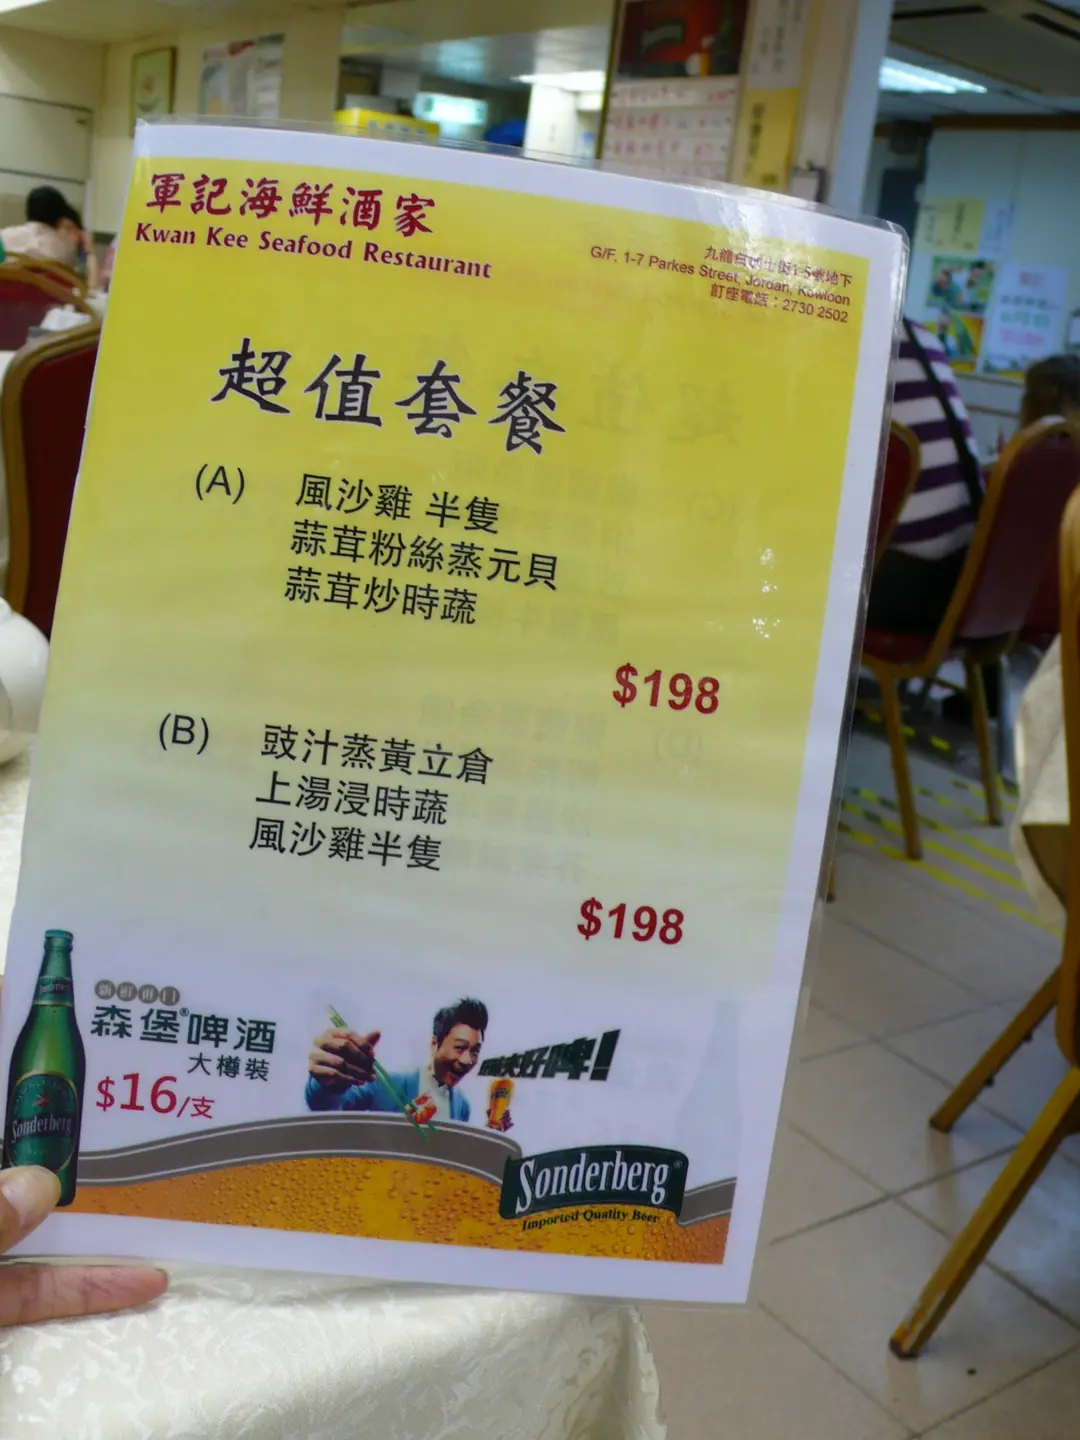 軍記海鮮酒家
Kwan Kee Seafood Restaurant
G/F, 1-7 Parkes Street, Jordan, Kowloon
訂座電話：2730 2502
超值套餐
(A) 風沙雞 半隻
蒜茸粉絲蒸元貝
蒜茸炒時蔬
$198
(B) 豉汁蒸黃立倉
上湯浸時蔬
風沙雞半隻
$198
森堡®啤酒
大樽裝
$16/支
好啤!
Sonderberg
Sonderberg®
Imported Quality Beer